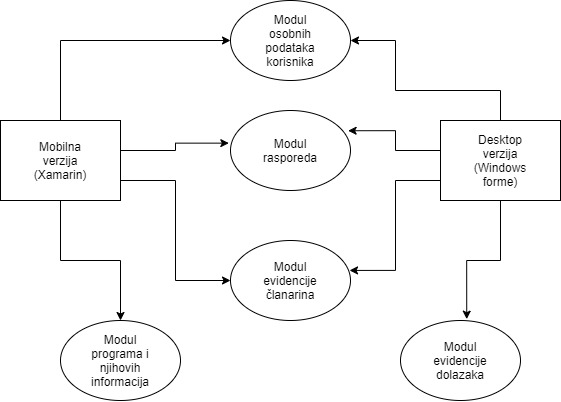 Modul
osobnih
podataka
korisnika
Mobilna
verzija
(Xamarin)
Modul
rasporeda
Desktop
verzija
(Windows
forme)
Modul
evidencije
članarina
Modul
programa i
njihovih
informacija
Modul
evidencije
dolazaka